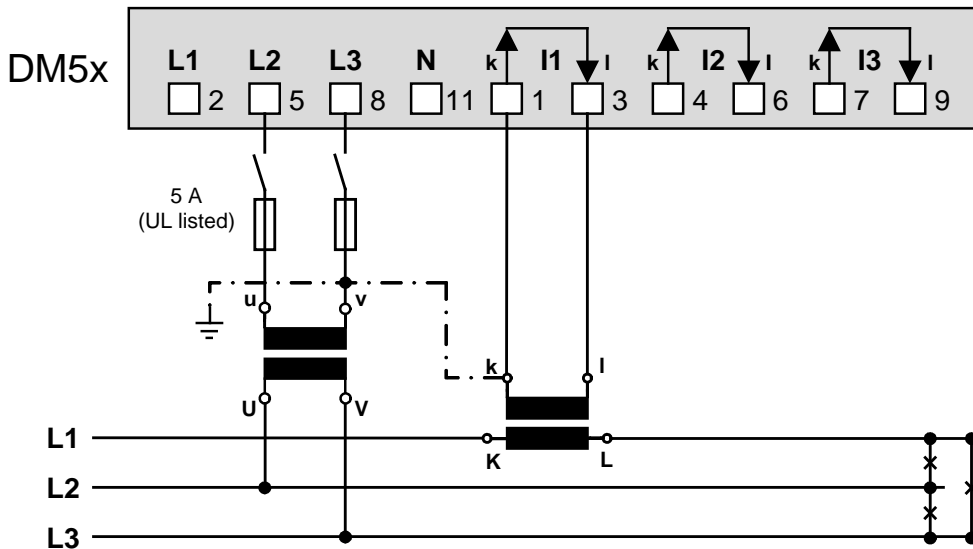 DM5x
L1 L2 L3 N k I1 l k I2 l k I3 l
2 5 8 11 1 3 4 6 7 9
5 A
(UL listed)
u v
k l
U V
L1 K L
L2
L3